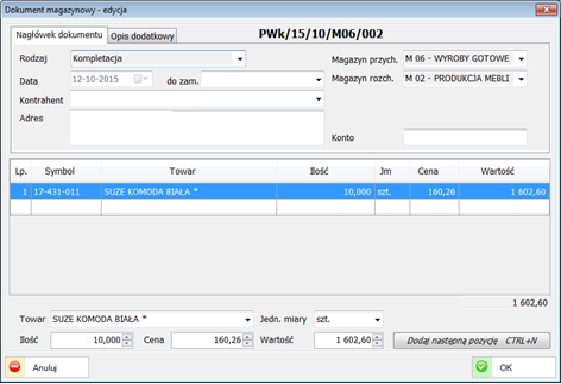 Dokument magazynowy - edycja
Nagłówek dokumentu Opis dodatkowy PWk/15/10/M06/002
Rodzaj Kompletacja Magazyn przych. M 06 - WYROBY GOTOWE
Data 12-10-2015 do zam. Magazyn rozch. M 02 - PRODUKCJA MEBLI
Kontrahent
Adres
Konto
Lp. Symbol Towar Ilość Jm Cena Wartość
1 17-431-011 SUZE KOMODA BIAŁA * 10,000 szt. 160,26 1 602,60
1 602,60
Towar SUZE KOMODA BIAŁA * Jedn. miary szt.
Ilość 10,000 Cena 160,26 Wartość 1 602,60 Dodaj następną pozycję CTRL+N
Anuluj OK